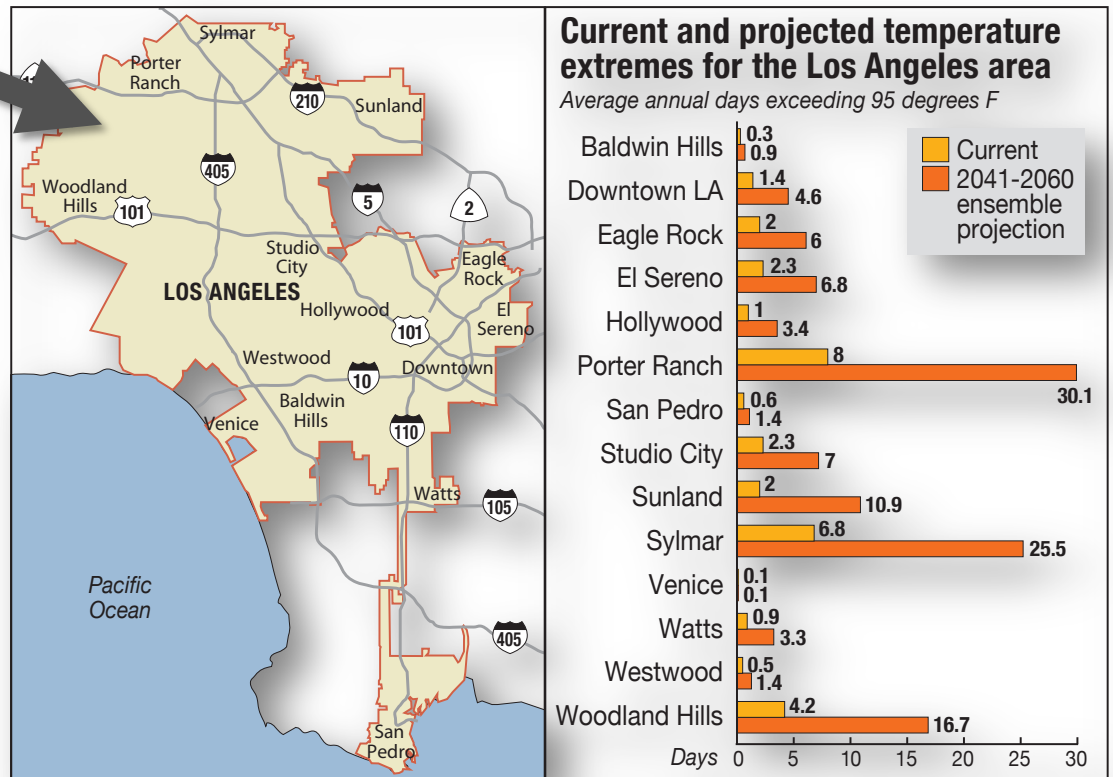 Sylmar
Porter
Ranch
210
Sunland
405
5
2
Woodland
Hills
101
Studio
City
Eagle
Rock
LOS ANGELES
Hollywood
El
Sereno
101
Westwood
10
Downtown
Baldwin
Hills
Venice
110
Watts
105
Pacific
Ocean
405
San
Pedro
Current and projected temperature
extremes for the Los Angeles area
Average annual days exceeding 95 degrees F
Current
2041-2060
ensemble
projection
Baldwin Hills 0.3
0.9
Downtown LA 1.4
4.6
Eagle Rock 2
6
El Sereno 2.3
6.8
Hollywood 1
3.4
Porter Ranch 8
30.1
San Pedro 0.6
1.4
Studio City 2.3
7
Sunland 2
10.9
Sylmar 6.8
25.5
Venice 0.1
0.1
Watts 0.9
3.3
Westwood 0.5
1.4
Woodland Hills 4.2
16.7
Days 0 5 10 15 20 25 30